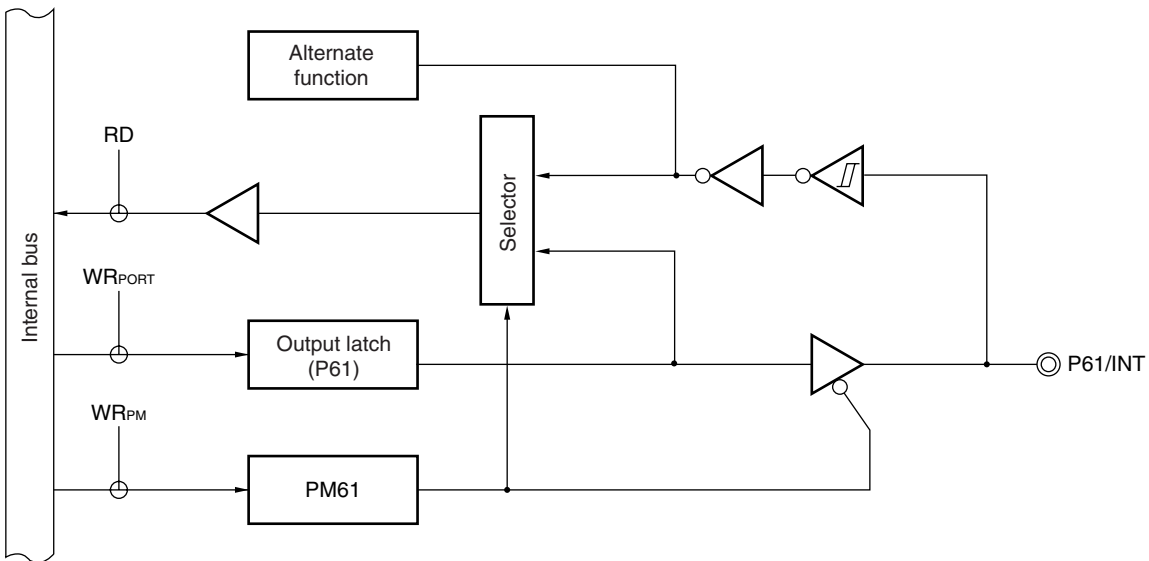 Alternate
function
RD
Selector
Internal bus
WRPORT
Output latch
(P61)
P61/INT
WRPM
PM61